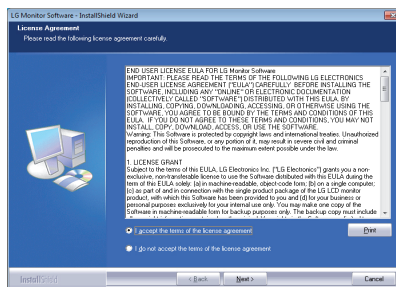 LG Monitor Software - InstallShield Wizard
License Agreement
Please read the following license agreement carefully.
END USER LICENSE EULA FOR LG Monitor Software
IMPORTANT: PLEASE READ THE TERMS OF THE FOLLOWING LG ELECTRONICS
END-USER LICENSE AGREEMENT ("EULA") CAREFULLY BEFORE INSTALLING THE
SOFTWARE, INCLUDING ANY "ONLINE" OR ELECTRONIC DOCUMENTATION
(COLLECTIVELY CALLED "SOFTWARE") DISTRIBUTED WITH THIS EULA. BY
INSTALLING, COPYING, DOWNLOADING, ACCESSING, OR OTHERWISE USING THE
SOFTWARE, YOU AGREE TO BE BOUND BY THE TERMS AND CONDITIONS OF THIS
EULA. IF YOU DO NOT AGREE TO THESE TERMS AND CONDITIONS, YOU MAY NOT
INSTALL, COPY, DOWNLOAD, ACCESS, OR USE THE SOFTWARE.
Warning: This Software is protected by copyright laws and international treaties. Unauthorized
reproduction of this Software, or any portion of it, may result in severe civil and criminal
penalties and will be prosecuted to the maximum extent possible under the law.
1. LICENSE GRANT
Subject to the terms of this EULA, LG Electronics Inc. ("LG Electronics") grants you a non-
exclusive, non-transferable license to use the Software distributed with this EULA during the
term of this EULA solely: (a) in machine-readable, object-code form; (b) on a single computer;
(c) as part of and in connection with the single product package of the LG LCD monitor
product, with which this Software has been provided to you and (d) for your business or
personal purposes exclusively for your internal use only. You may make one copy of the
Software in machine-readable form for backup purposes only. The backup copy must include
I accept the terms of the license agreement
Print
I do not accept the terms of the license agreement
InstallShield
< Back
Next >
Cancel